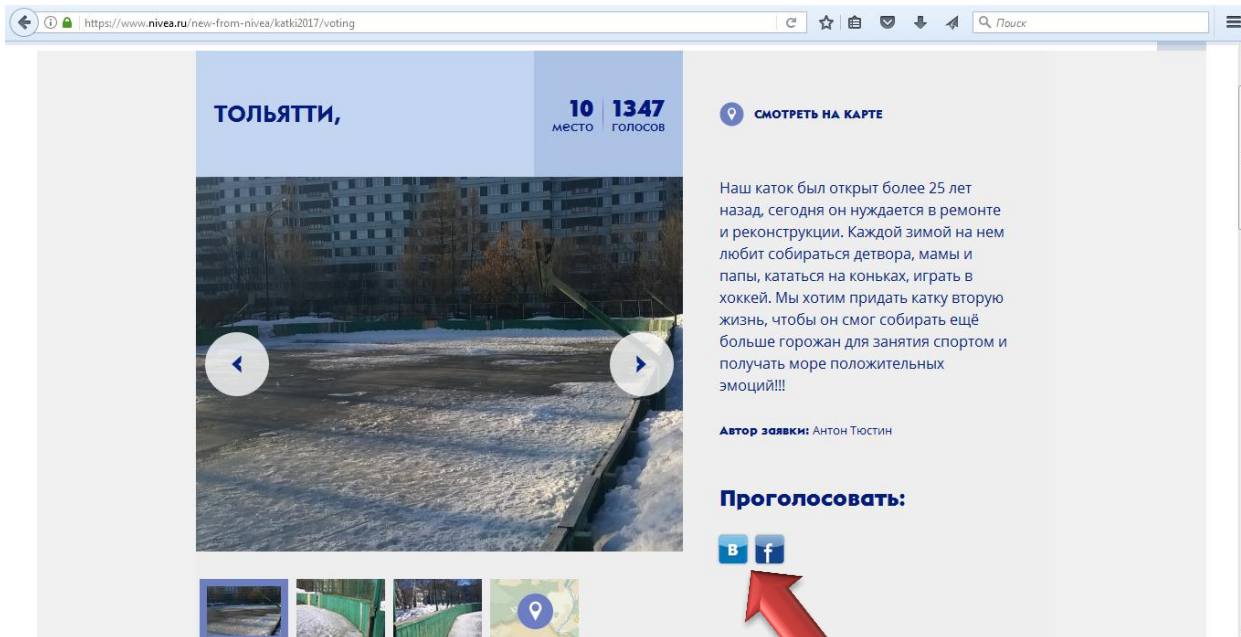 https://www.nivea.ru/new-from-nivea/katki2017/voting
Поиск
ТОЛЬЯТТИ,
10 1347
место голосов
СМОТРЕТЬ НА КАРТЕ
Наш каток был открыт более 25 лет
назад, сегодня он нуждается в ремонте
и реконструкции. Каждой зимой на нем
любит собираться детвора, мамы и
папы, кататься на коньках, играть в
хоккей. Мы хотим придать катку вторую
жизнь, чтобы он смог собирать ещё
больше горожан для занятия спортом и
получать море положительных
эмоций!!!
Автор заявки: Антон Тюстин
Проголосовать:
В f